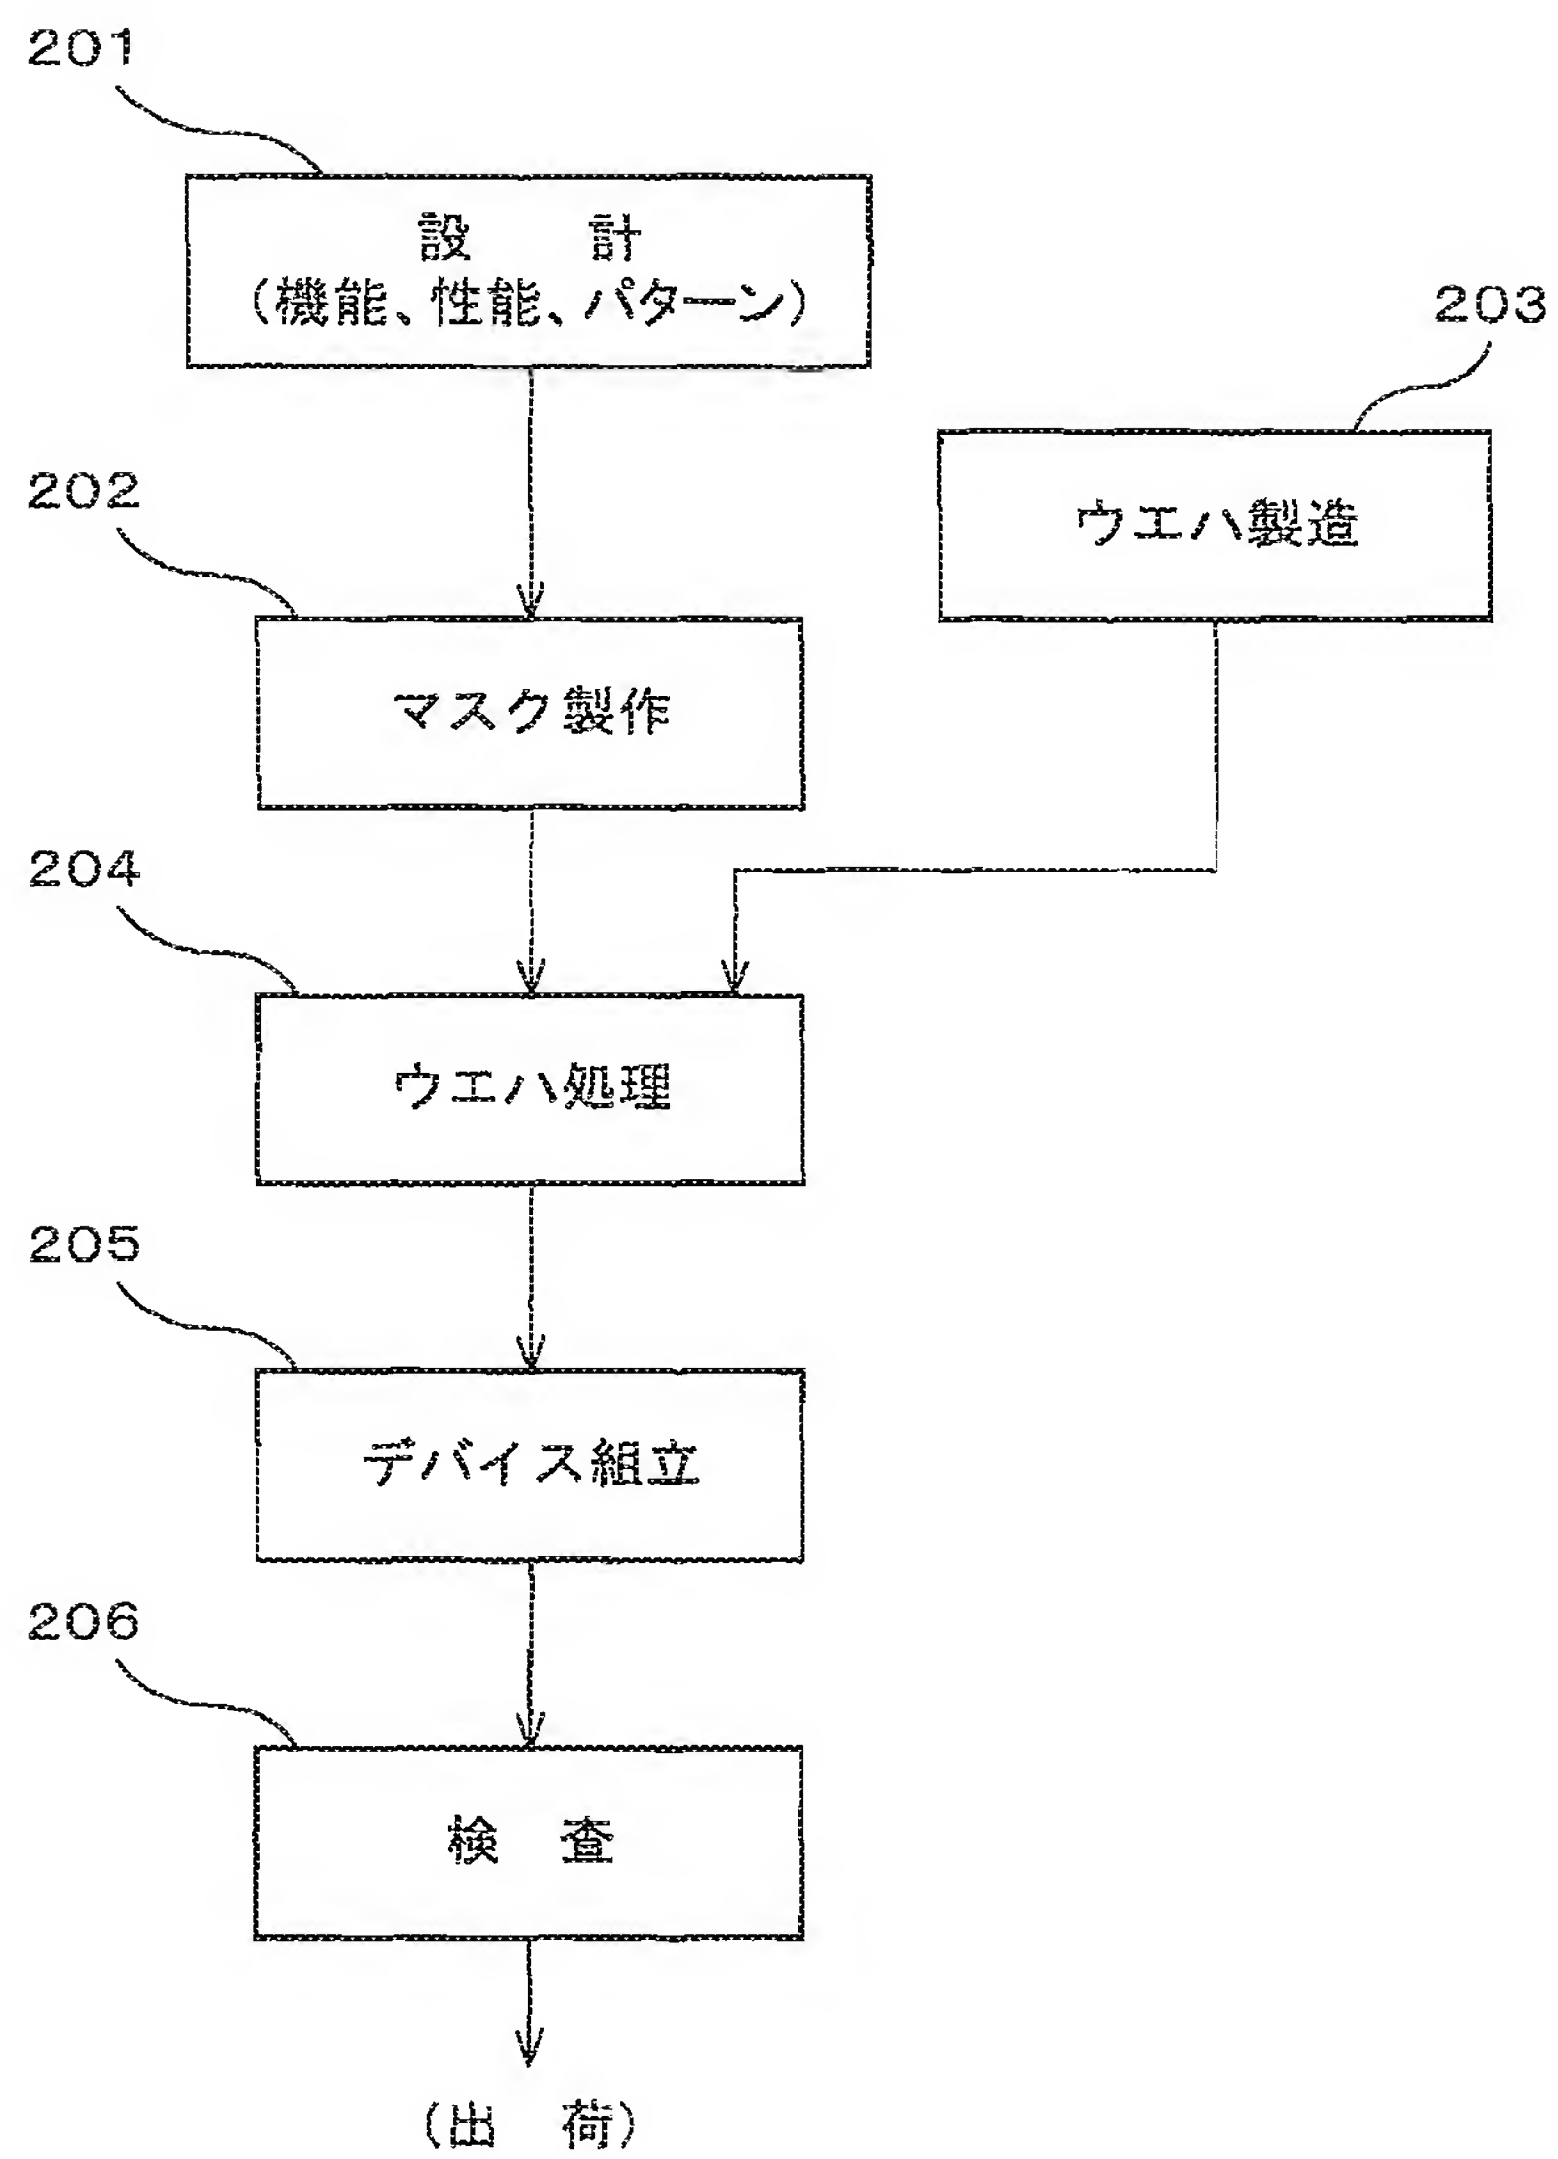 201
設　計
(機能、性能、パターン)
203
ウエハ製造
202
マスク製作
204
ウエハ処理
205
デバイス組立
206
検　査
(出　荷)